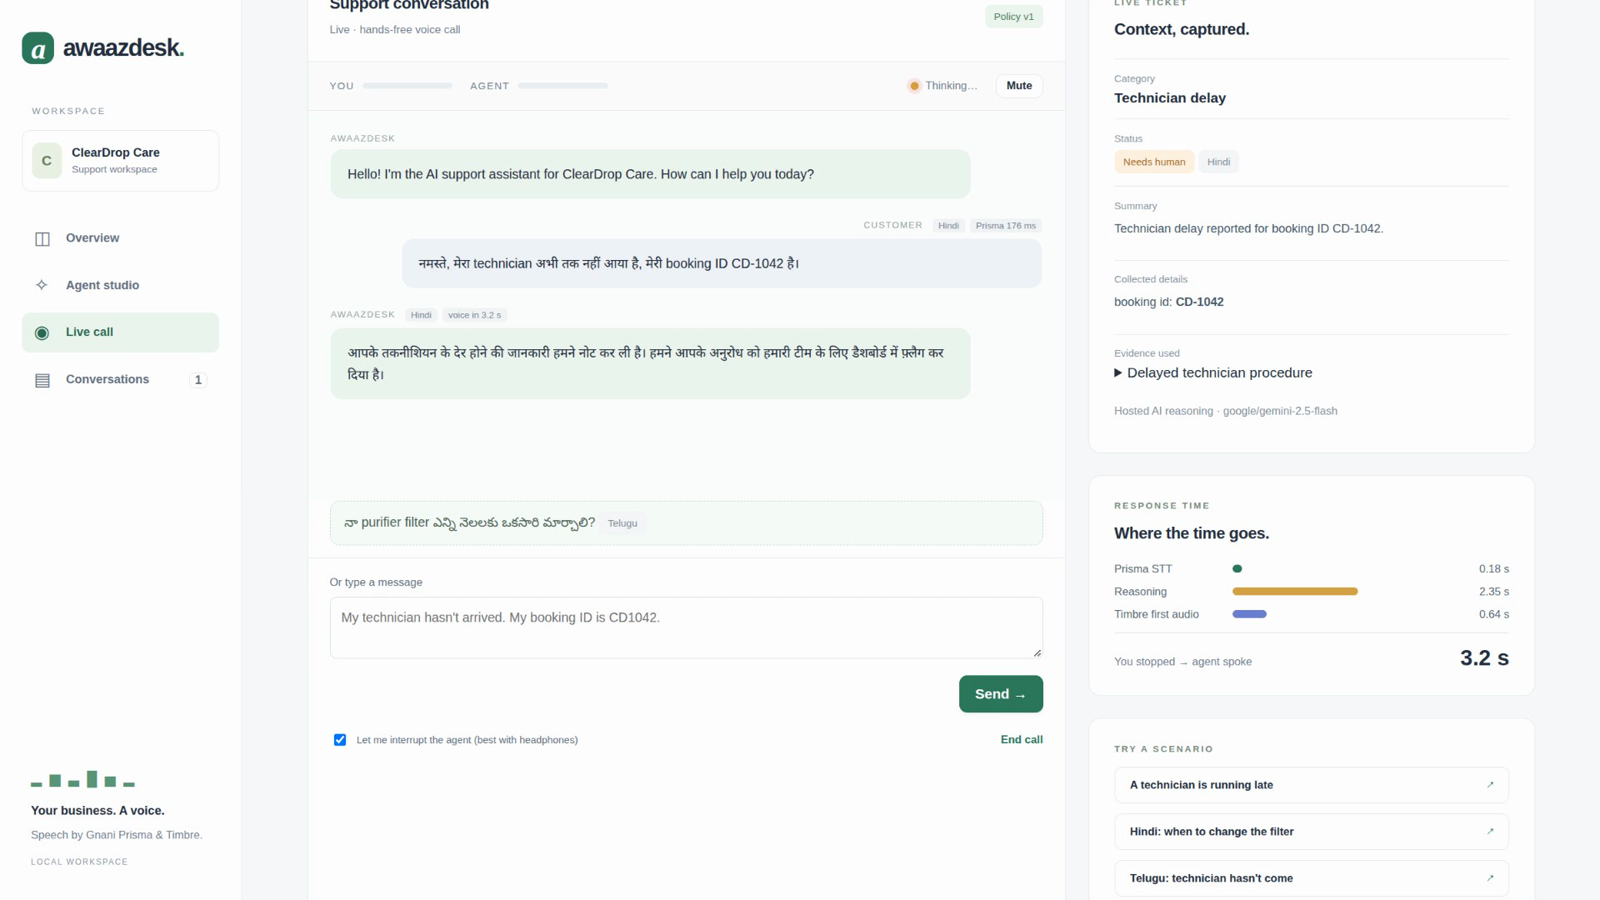 a awaazdesk.
WORKSPACE
C
ClearDrop Care
Support workspace
Overview
Agent studio
Live call
Conversations 1
Your business. A voice.
Speech by Gnani Prisma & Timbre.
LOCAL WORKSPACE
Support conversation
Live · hands-free voice call
Policy v1
YOU AGENT Thinking... Mute
AWAAZDESK
Hello! I'm the AI support assistant for ClearDrop Care. How can I help you today?
CUSTOMER Hindi Prisma 176 ms
नमस्ते, मेरा technician अभी तक नहीं आया है, मेरी booking ID CD-1042 है।
AWAAZDESK Hindi voice in 3.2 s
आपके तकनीशियन के देर होने की जानकारी हमने नोट कर ली है। हमने आपके अनुरोध को हमारी टीम के लिए डैशबोर्ड में फ़्लैग कर
दिया है।
నా purifier filter ఎన్ని నెలలకు ఒకసారి మార్చాలి? Telugu
Or type a message
My technician hasn't arrived. My booking ID is CD1042.
Send →
Let me interrupt the agent (best with headphones)
End call
LIVE TICKET
Context, captured.
Category
Technician delay
Status
Needs human Hindi
Summary
Technician delay reported for booking ID CD-1042.
Collected details
booking id: CD-1042
Evidence used
Delayed technician procedure
Hosted AI reasoning · google/gemini-2.5-flash
RESPONSE TIME
Where the time goes.
Prisma STT 0.18 s
Reasoning 2.35 s
Timbre first audio 0.64 s
You stopped → agent spoke 3.2 s
TRY A SCENARIO
A technician is running late
Hindi: when to change the filter
Telugu: technician hasn't come